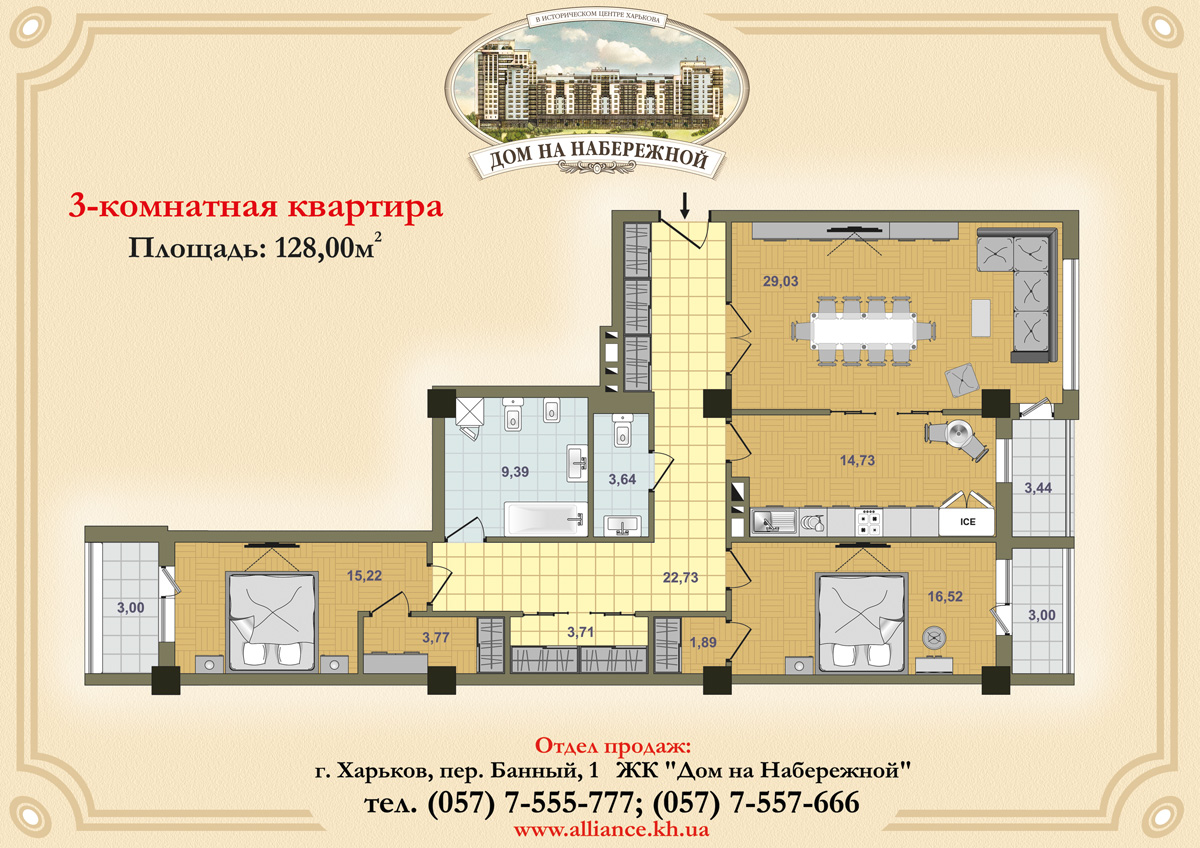 В ИСТОРИЧЕСКОМ ЦЕНТРЕ ХАРЬКОВА
ДОМ НА НАБЕРЕЖНОЙ
3-комнатная квартира
Площадь: 128,00м²
29,03
9,39
3,64
14,73
3,44
ICE
15,22
22,73
16,52
3,00
3,00
3,77
3,71
1,89
Отдел продаж:
г. Харьков, пер. Банный, 1 ЖК "Дом на Набережной"
тел. (057) 7-555-777; (057) 7-557-666
www.alliance.kh.ua